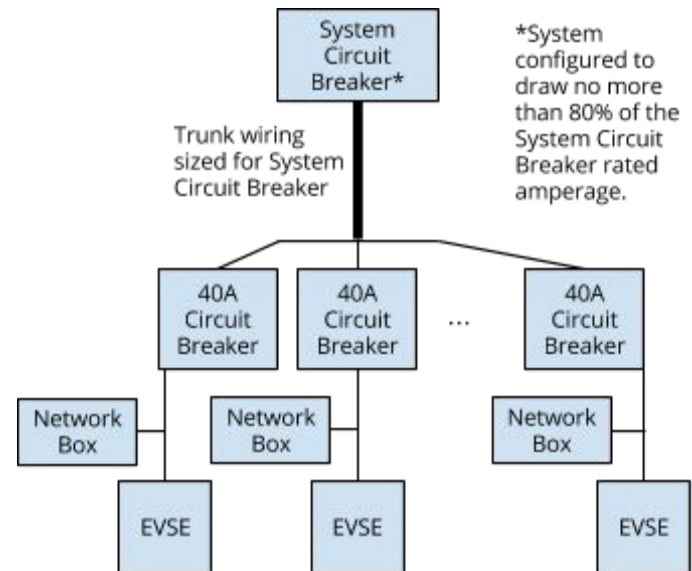 System
Circuit
Breaker*
*System
configured to
draw no more
than 80% of the
System Circuit
Breaker rated
amperage.
Trunk wiring
sized for System
Circuit Breaker
40A
Circuit
Breaker
40A
Circuit
Breaker
...
40A
Circuit
Breaker
Network
Box
Network
Box
Network
Box
EVSE
EVSE
EVSE